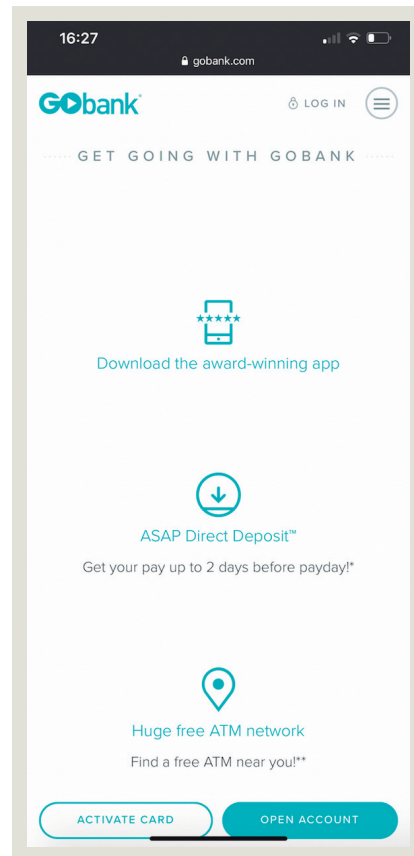 16:27
gobank.com
GObank
LOG IN
GET GOING WITH GOBANK
Download the award-winning app
ASAP Direct Deposit™
Get your pay up to 2 days before payday!*
Huge free ATM network
Find a free ATM near you!**
ACTIVATE CARD
OPEN ACCOUNT